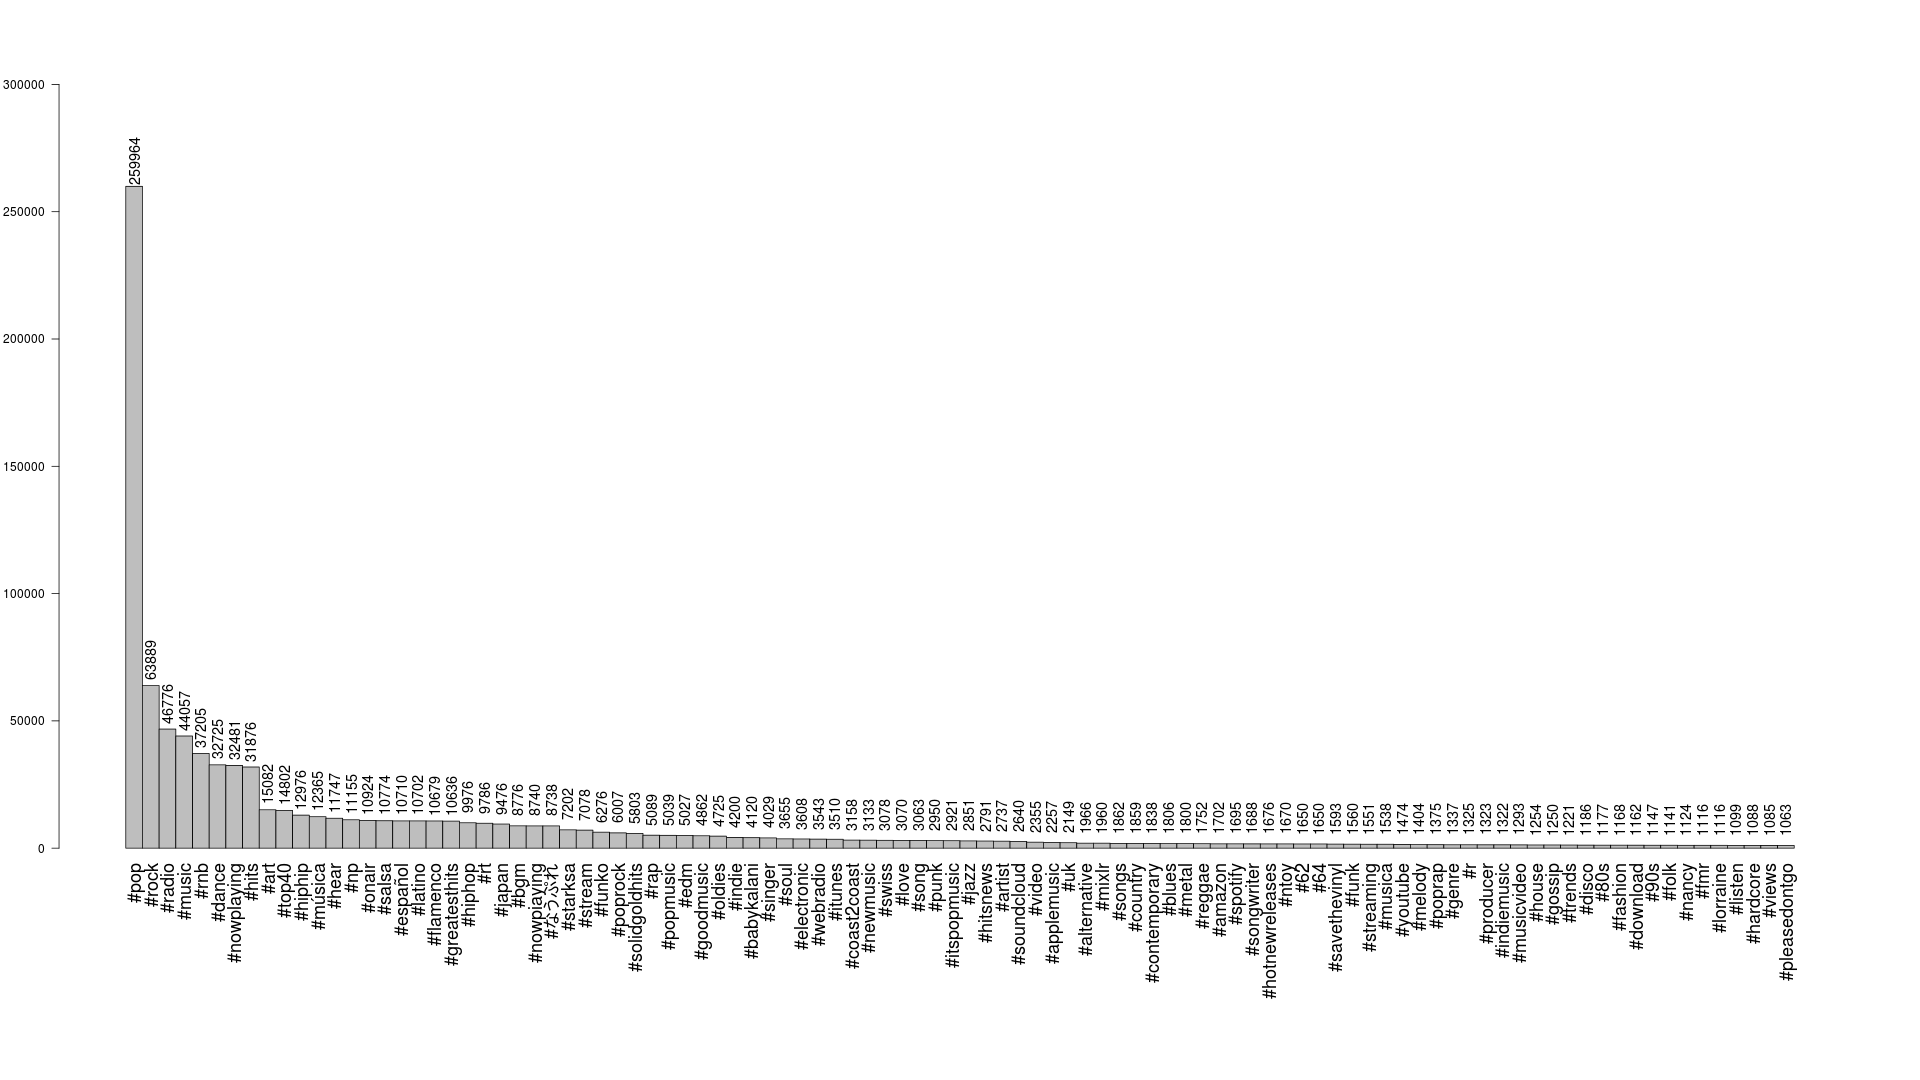 300000
250000
200000
150000
100000
50000
0
259964
63889
46776
44057
37205
32725
32481
31876
15082
14802
12976
12365
11747
11155
10924
10774
10710
10702
10679
10636
9976
9786
9476
8776
8740
8738
7202
7078
6276
6007
5803
5089
5039
5027
4862
4725
4200
4120
4029
3655
3608
3543
3510
3158
3133
3078
3070
3063
2950
2921
2851
2791
2737
2640
2355
2257
2149
1966
1960
1862
1859
1838
1806
1800
1752
1702
1695
1688
1676
1670
1650
1650
1593
1560
1551
1538
1474
1404
1375
1337
1325
1323
1322
1293
1254
1250
1221
1186
1177
1168
1162
1147
1141
1124
1116
1116
1099
1088
1085
1063
#pop
#rock
#radio
#music
#rnb
#dance
#nowplaying
#hits
#art
#top40
#hiphip
#música
#hear
#np
#onair
#salsa
#español
#latino
#flamenco
#greatesthits
#hiphop
#rt
#japan
#bgm
#nowpiaying
#なうぷれ
#starksa
#stream
#funko
#poprock
#solidgoldhits
#rap
#popmusic
#edm
#goodmusic
#oldies
#indie
#babykalani
#singer
#soul
#electronic
#webradio
#itunes
#coast2coast
#newmusic
#swiss
#love
#song
#punk
#itspopmusic
#jazz
#hitsnews
#artist
#soundcloud
#video
#applemusic
#uk
#alternative
#mixlr
#songs
#country
#contemporary
#blues
#metal
#reggae
#amazon
#spotify
#songwriter
#hotnewreleases
#mtoy
#62
#64
#savethevinyl
#funk
#streaming
#musica
#youtube
#melody
#poprap
#genre
#r
#producer
#indiemusic
#musicvideo
#house
#gossip
#trends
#disco
#80s
#fashion
#download
#90s
#folk
#nancy
#fmr
#lorraine
#listen
#hardcore
#views
#pleasedontgo